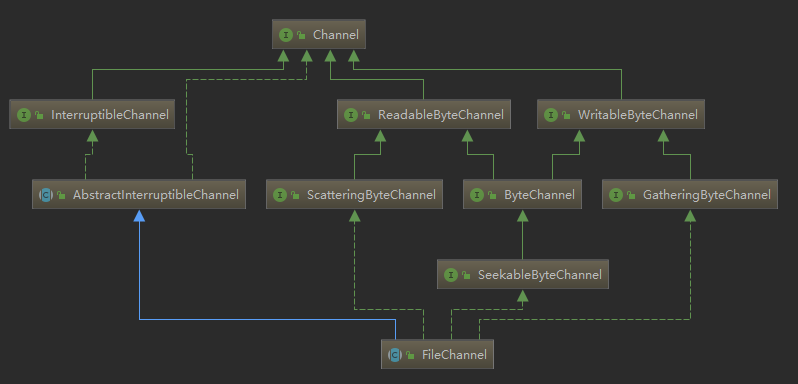 I Channel
I InterruptibleChannel
I ReadableByteChannel
I WritableByteChannel
C AbstractInterruptibleChannel
I ScatteringByteChannel
I ByteChannel
I GatheringByteChannel
I SeekableByteChannel
C FileChannel